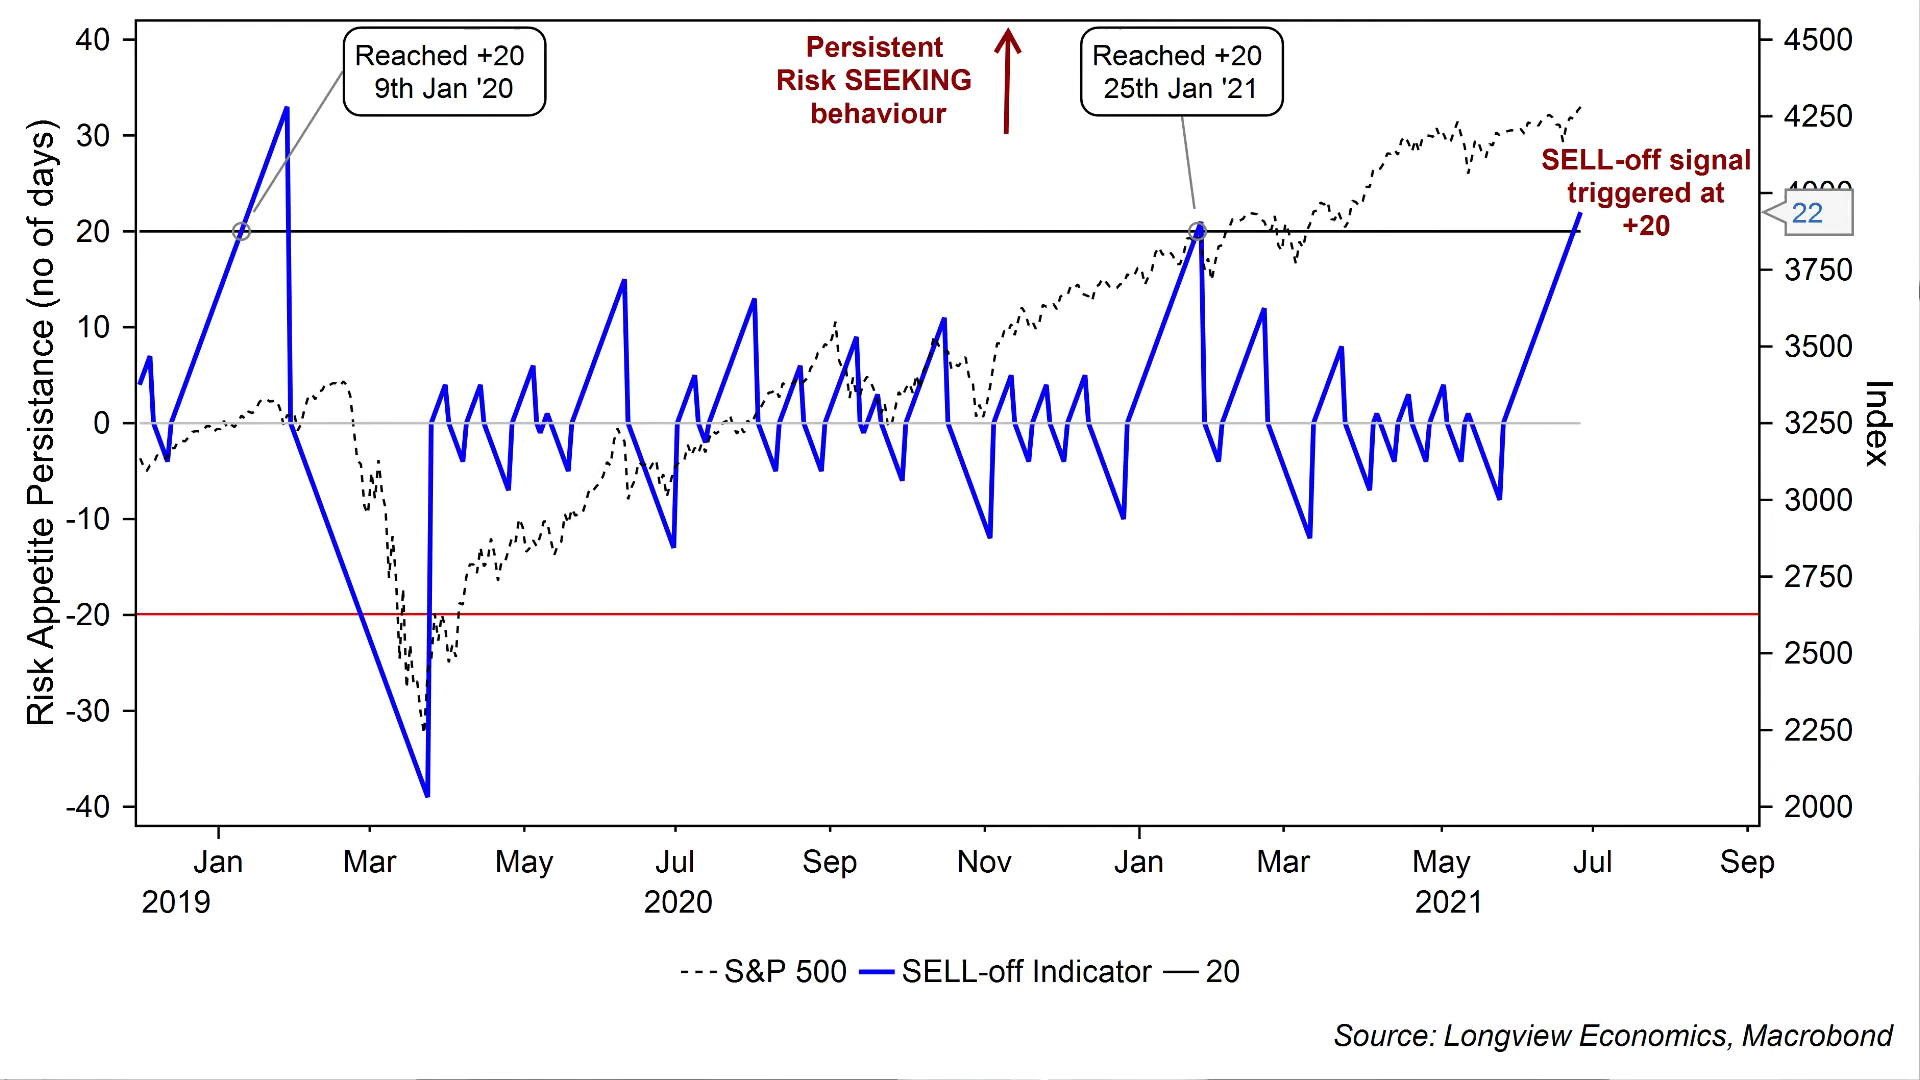 Reached +20
9th Jan '20
Persistent
Risk SEEKING
behaviour
Reached +20
25th Jan '21
SELL-off signal
triggered at
+20
Risk Appetite Persistance (no of days)
40
30
20
10
0
-10
-20
-30
-40
4500
4250
4000
22
3750
3500
3250
3000
2750
2500
2250
2000
Index
Jan Mar May Jul Sep Nov Jan Mar May Jul Sep
2019 2020 2021
S&P 500 SELL-off Indicator 20
Source: Longview Economics, Macrobond